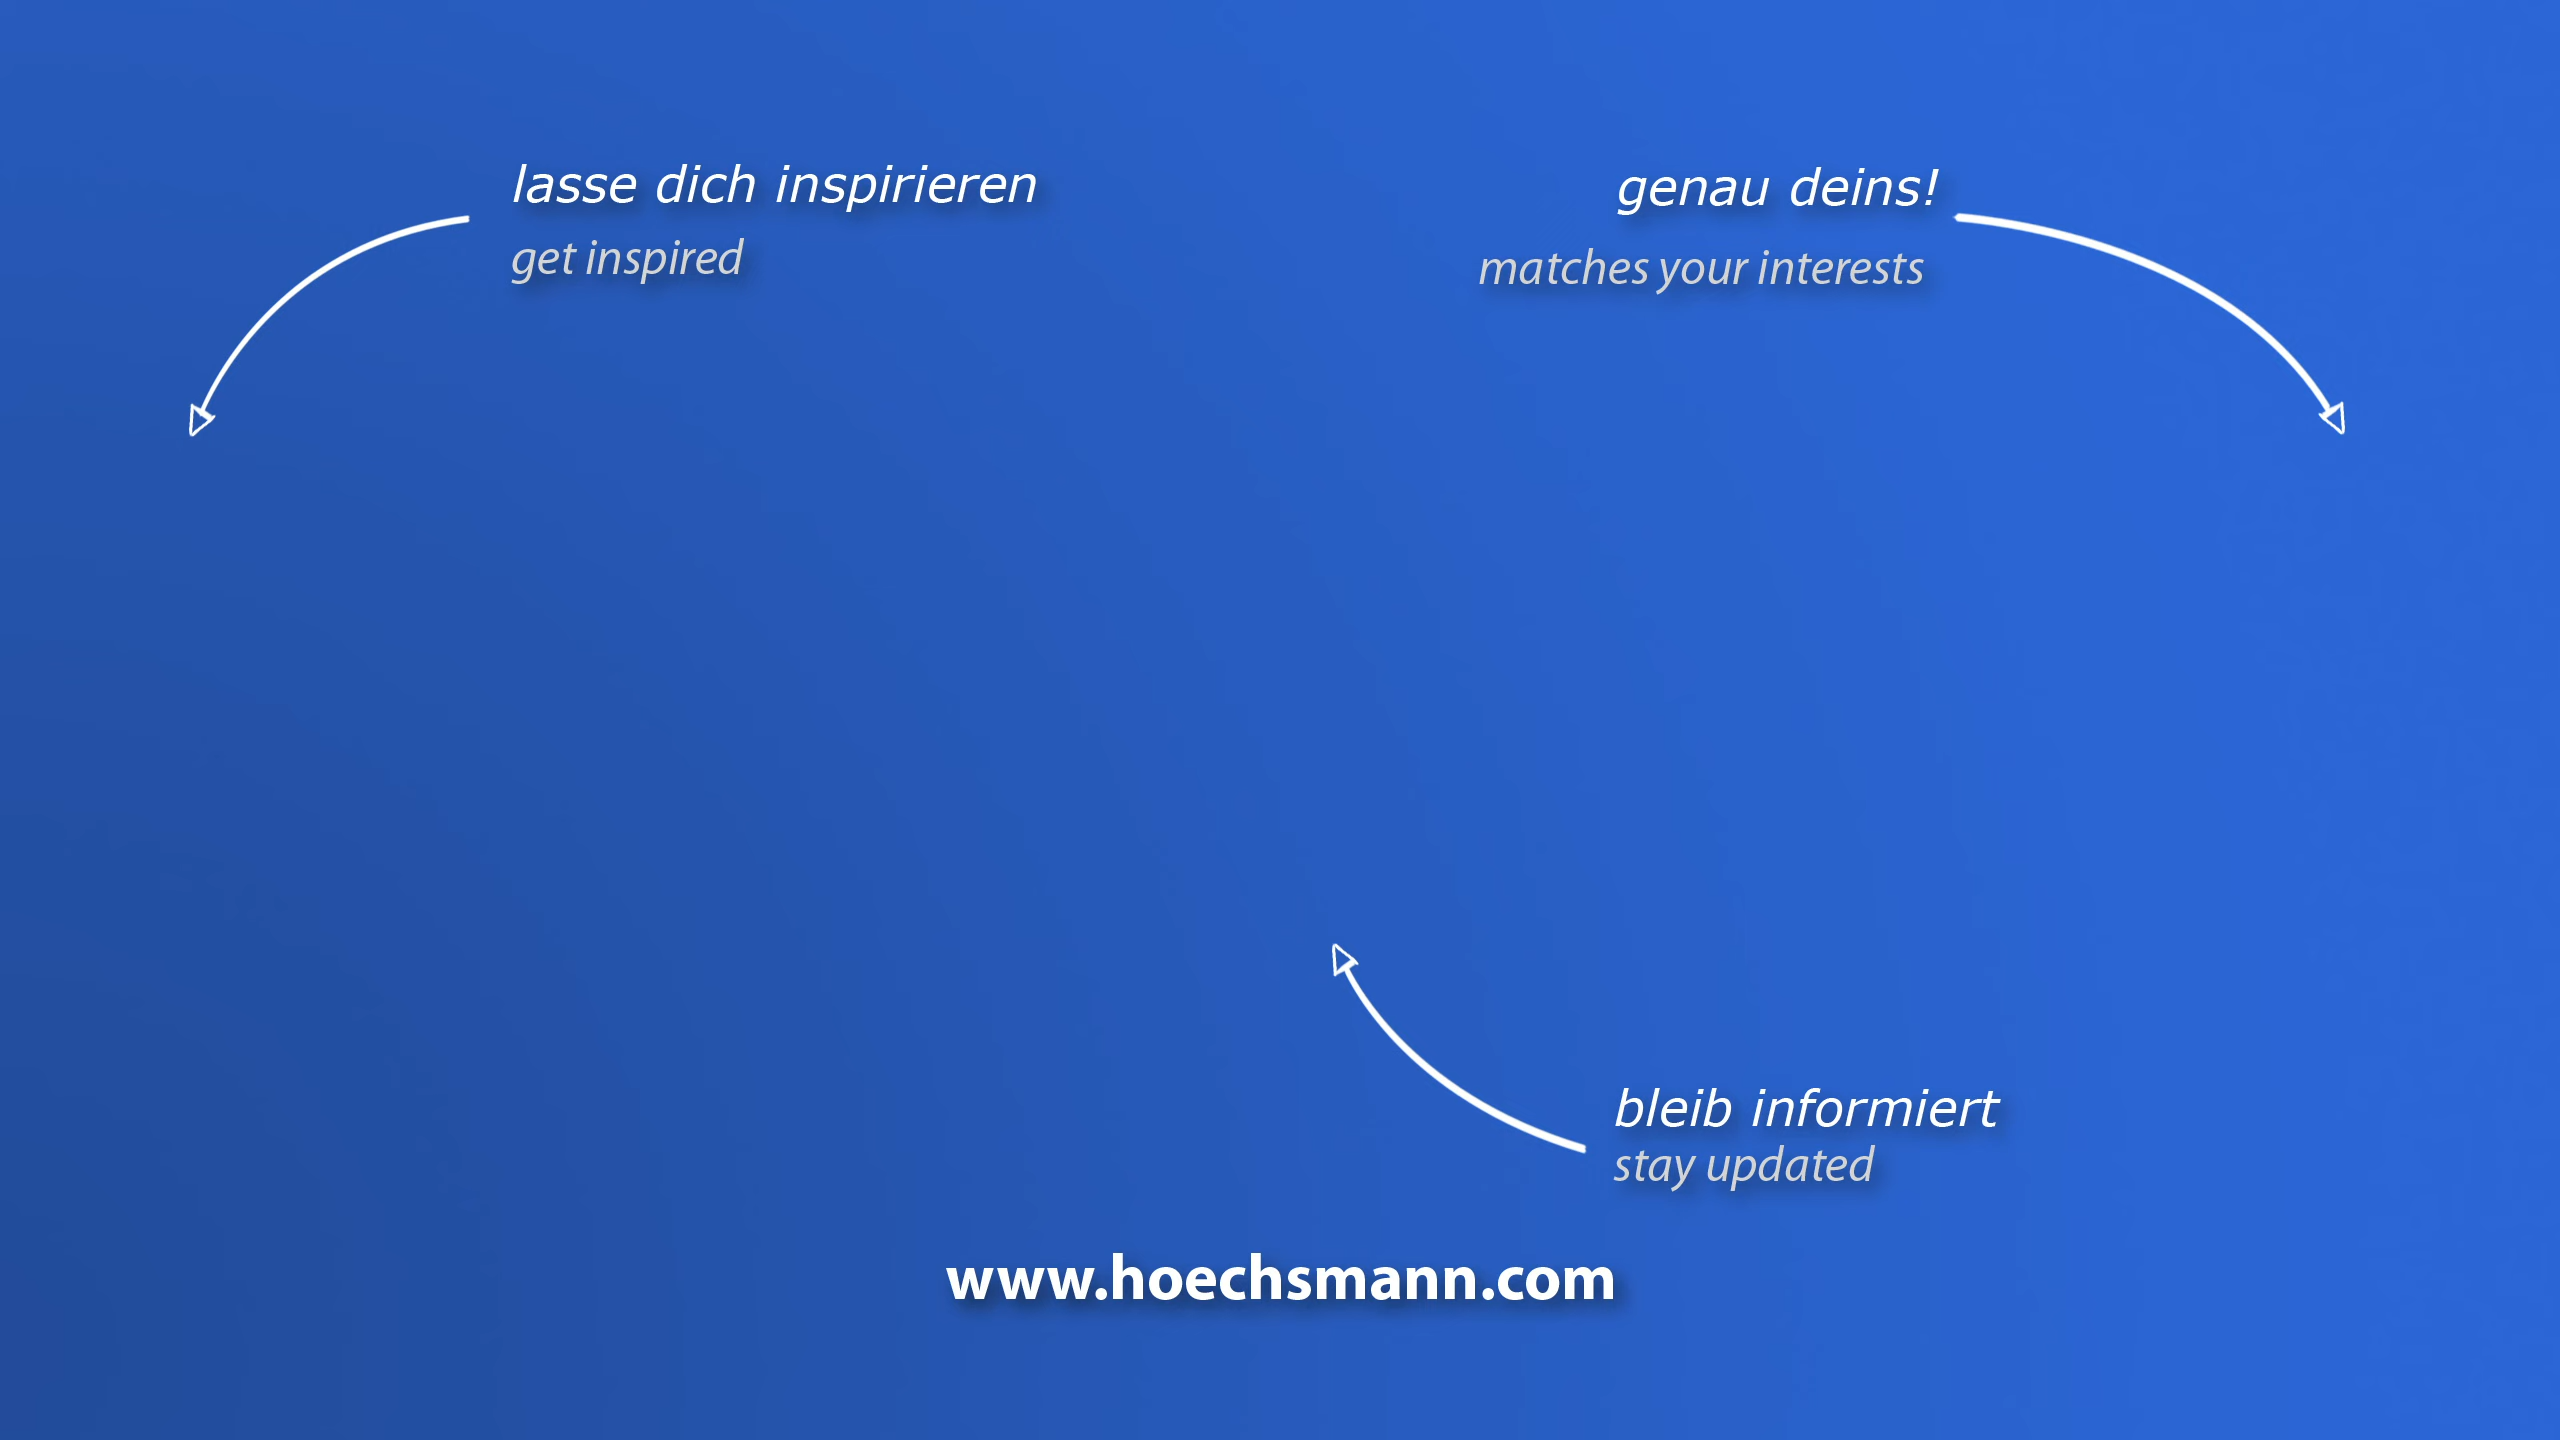 lasse dich inspirieren
get inspired
genau deins!
matches your interests
bleib informiert
stay updated
www.hoechsmann.com